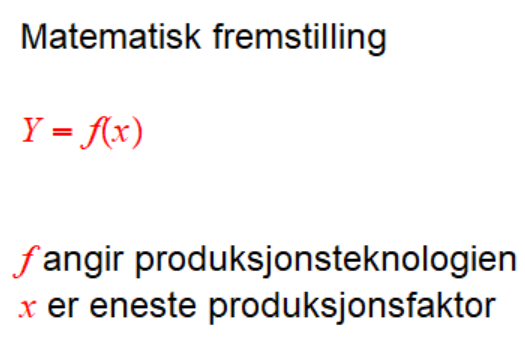 Matematisk fremstilling
Y = f(x)
f angir produksjonsteknologien
x er eneste produksjonsfaktor